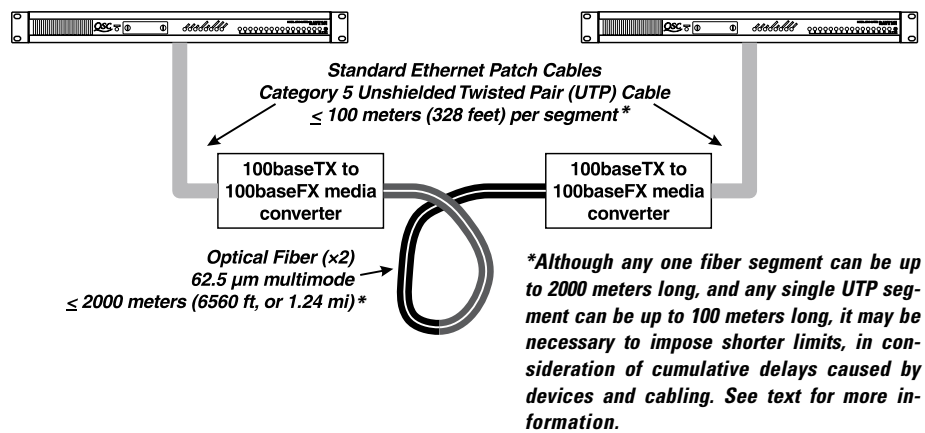 QSC
QSC
Standard Ethernet Patch Cables
Category 5 Unshielded Twisted Pair (UTP) Cable
≤ 100 meters (328 feet) per segment*
100baseTX to
100baseFX media
converter
100baseTX to
100baseFX media
converter
Optical Fiber (×2)
62.5 µm multimode
≤ 2000 meters (6560 ft, or 1.24 mi)*
*Although any one fiber segment can be up
to 2000 meters long, and any single UTP seg-
ment can be up to 100 meters long, it may be
necessary to impose shorter limits, in con-
sideration of cumulative delays caused by
devices and cabling. See text for more in-
formation.